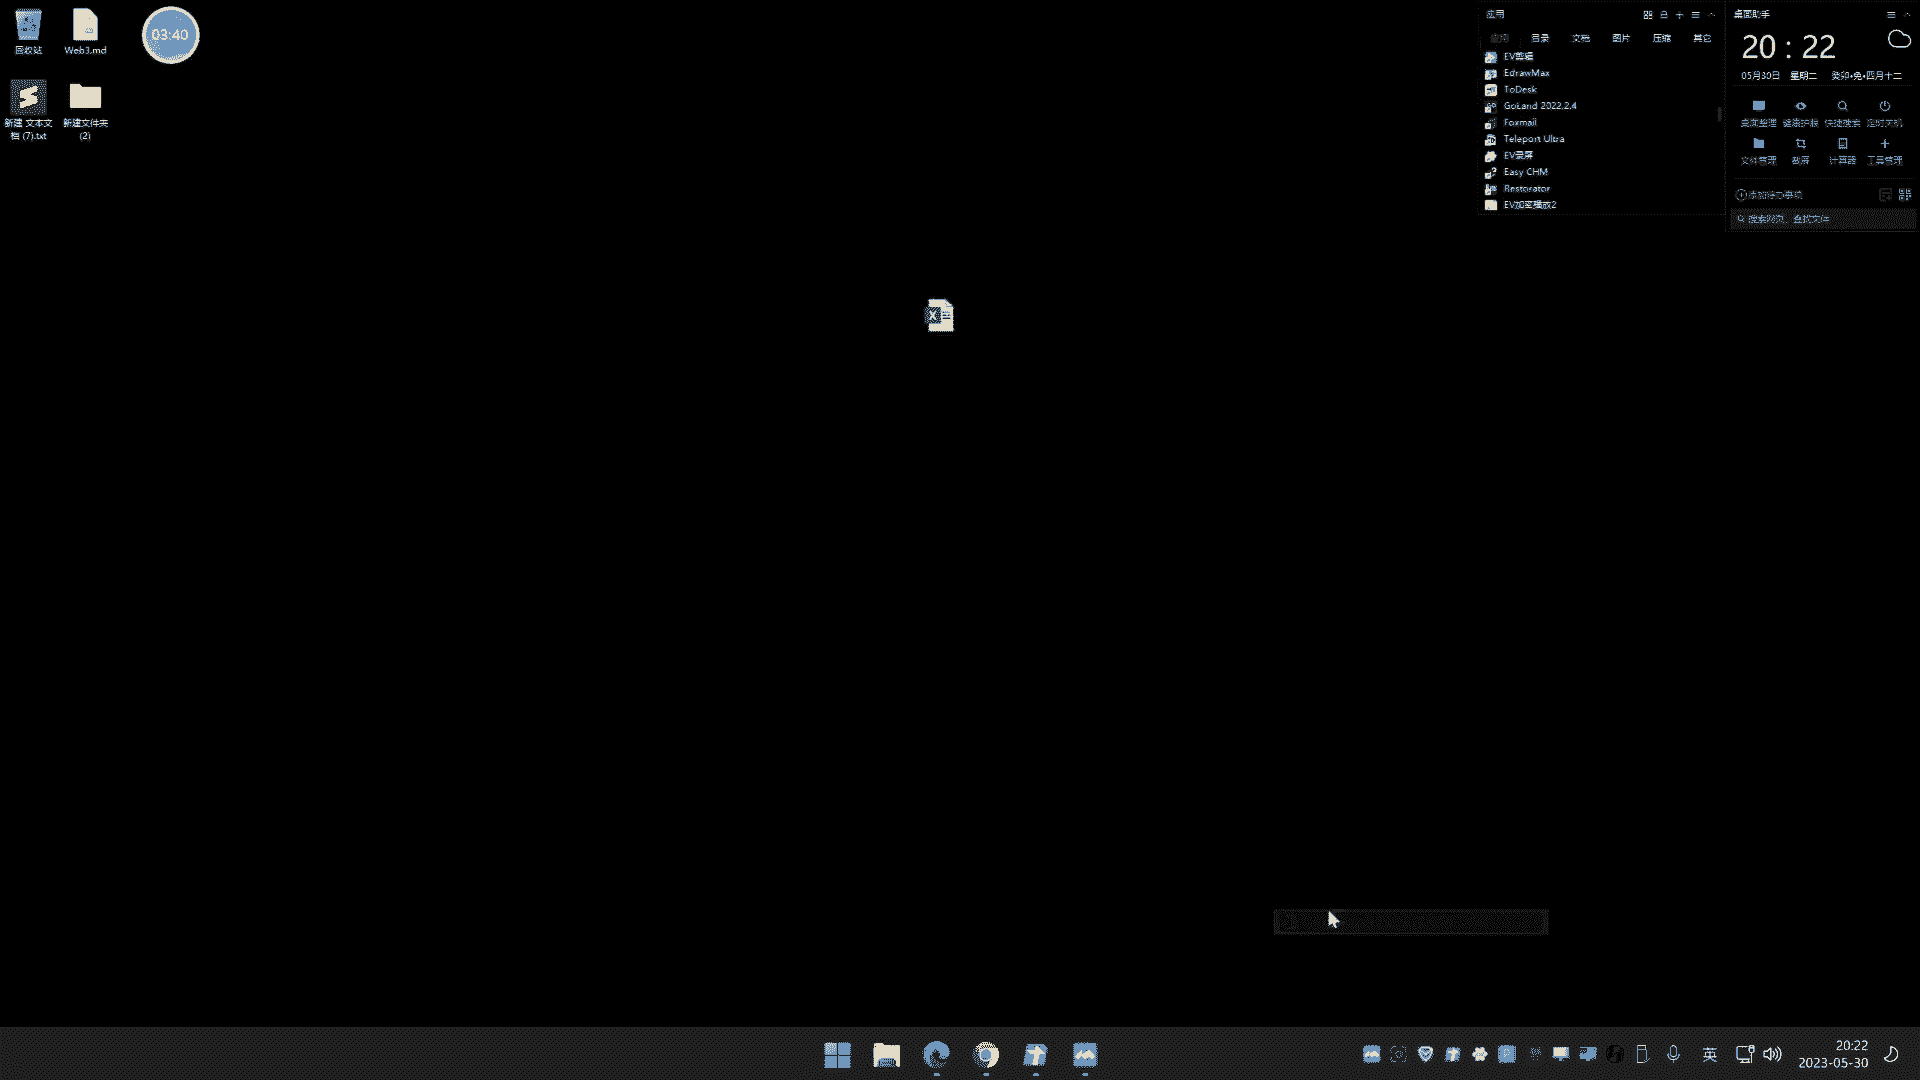 回收站
Web3.md
03:40
新建 文本文
档 (7).txt
新建文件夹
(2)
应用
应用 目录 文档 图片 压缩 其它
EV剪辑
EdrawMax
ToDesk
GoLand 2022.2.4
Foxmail
Teleport Ultra
EV录屏
Easy CHM
Restorator
EV加密播放2
桌面助手
20 : 22
05月30日 星期二 癸卯•兔•四月十二
桌面整理 健康护眼 快捷搜索 定时关机
文件管理 截屏 计算器 工具管理
添加待办事项
搜索网页、查找文件
英
20:22
2023-05-30